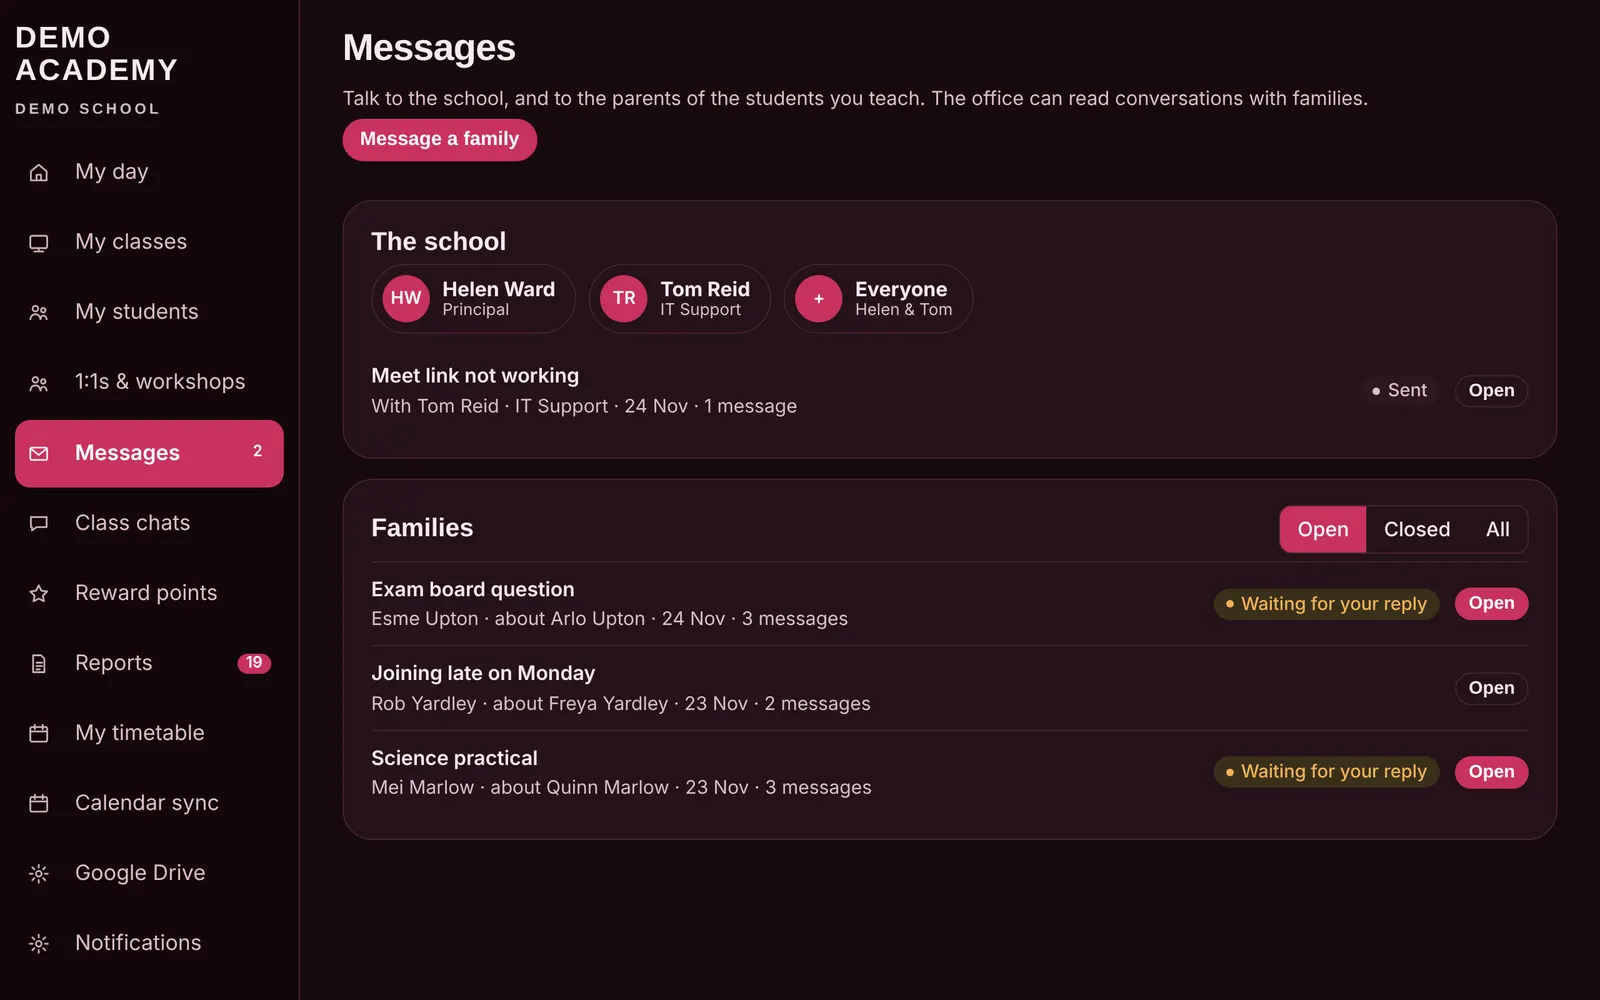 DEMO
ACADEMY
DEMO SCHOOL
My day
My classes
My students
1:1s & workshops
Messages 2
Class chats
Reward points
Reports 19
My timetable
Calendar sync
Google Drive
Notifications
Messages
Talk to the school, and to the parents of the students you teach. The office can read conversations with families.
Message a family
The school
HW Helen Ward
Principal
TR Tom Reid
IT Support
+ Everyone
Helen & Tom
Meet link not working
With Tom Reid · IT Support · 24 Nov · 1 message
• Sent Open
Families
Open Closed All
Exam board question
Esme Upton · about Arlo Upton · 24 Nov · 3 messages
• Waiting for your reply Open
Joining late on Monday
Rob Yardley · about Freya Yardley · 23 Nov · 2 messages
Open
Science practical
Mei Marlow · about Quinn Marlow · 23 Nov · 3 messages
• Waiting for your reply Open